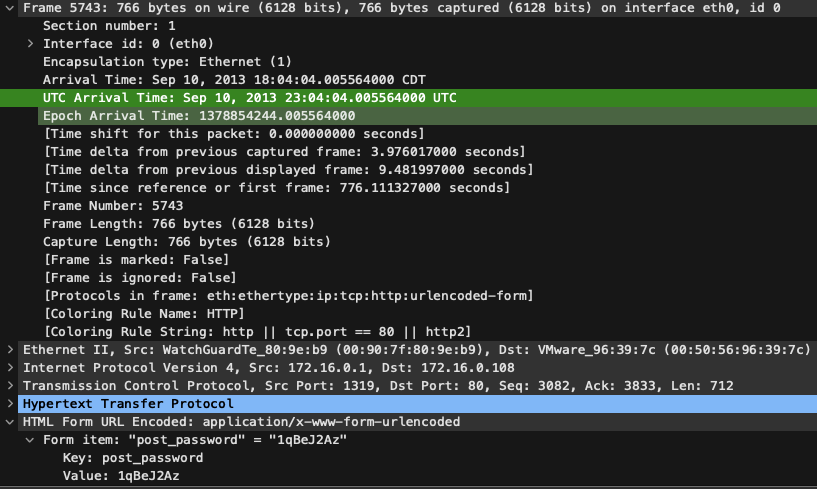 Frame 5743: 766 bytes on wire (6128 bits), 766 bytes captured (6128 bits) on interface eth0, id 0
Section number: 1
Interface id: 0 (eth0)
Encapsulation type: Ethernet (1)
Arrival Time: Sep 10, 2013 18:04:04.005564000 CDT
UTC Arrival Time: Sep 10, 2013 23:04:04.005564000 UTC
Epoch Arrival Time: 1378854244.005564000
[Time shift for this packet: 0.000000000 seconds]
[Time delta from previous captured frame: 3.976017000 seconds]
[Time delta from previous displayed frame: 9.481997000 seconds]
[Time since reference or first frame: 776.111327000 seconds]
Frame Number: 5743
Frame Length: 766 bytes (6128 bits)
Capture Length: 766 bytes (6128 bits)
[Frame is marked: False]
[Frame is ignored: False]
[Protocols in frame: eth:ethertype:ip:tcp:http:urlencoded-form]
[Coloring Rule Name: HTTP]
[Coloring Rule String: http || tcp.port == 80 || http2]
Ethernet II, Src: WatchGuardTe_80:9e:b9 (00:90:7f:80:9e:b9), Dst: VMware_96:39:7c (00:50:56:96:39:7c)
Internet Protocol Version 4, Src: 172.16.0.1, Dst: 172.16.0.108
Transmission Control Protocol, Src Port: 1319, Dst Port: 80, Seq: 3082, Ack: 3833, Len: 712
Hypertext Transfer Protocol
HTML Form URL Encoded: application/x-www-form-urlencoded
Form item: "post_password" = "1qBeJ2Az"
Key: post_password
Value: 1qBeJ2Az